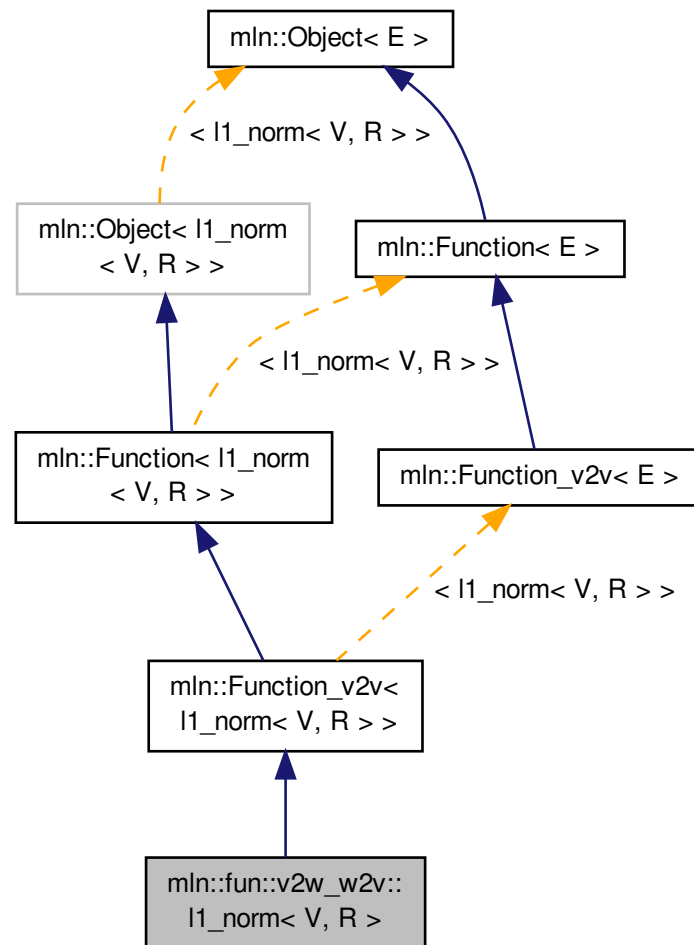 mln::Object< E >
< l1_norm< V, R > >
mln::Object< l1_norm
< V, R > >
mln::Function< E >
< l1_norm< V, R > >
mln::Function< l1_norm
< V, R > >
mln::Function_v2v< E >
< l1_norm< V, R > >
mln::Function_v2v<
l1_norm< V, R > >
mln::fun::v2w_w2v::
l1_norm< V, R >